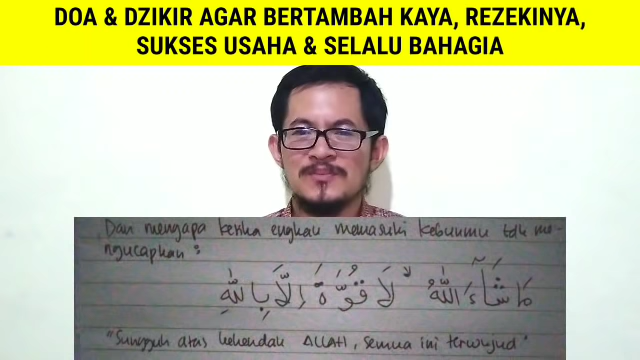 DOA & DZIKIR AGAR BERTAMBAH KAYA, REZEKINYA,
SUKSES USAHA & SELALU BAHAGIA
Dan mengapa ketika engkau memasuki kebunmu tdk me-
ngucapkan :
مَا شَآءَ اللّٰهُ ۙ لَا قُوَّةَ اِلَّا بِاللّٰهِ
"Sungguh atas kehendak ALLAH, semua ini terwujud"